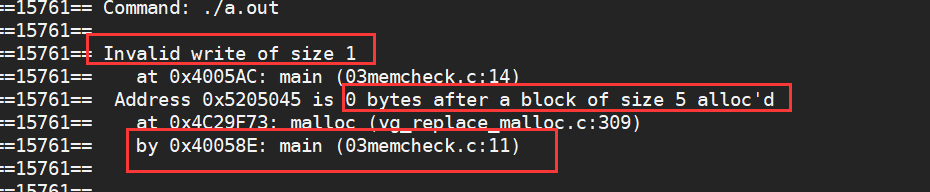 ==15761== Command: ./a.out
==15761==
==15761== Invalid write of size 1
==15761==    at 0x4005AC: main (03memcheck.c:14)
==15761==  Address 0x5205045 is 0 bytes after a block of size 5 alloc'd
==15761==    at 0x4C29F73: malloc (vg_replace_malloc.c:309)
==15761==    by 0x40058E: main (03memcheck.c:11)
==15761==